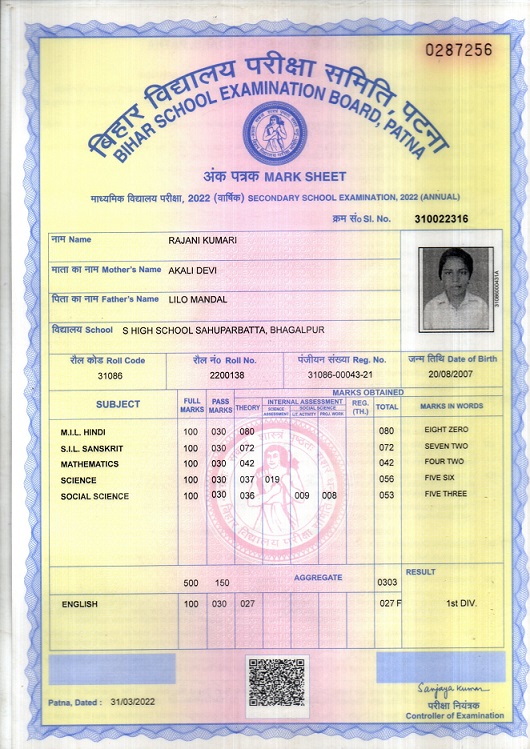 0287256
बिहार विद्यालय परीक्षा समिति, पटना
BIHAR SCHOOL EXAMINATION BOARD, PATNA
अंक पत्रक MARK SHEET
माध्यमिक विद्यालय परीक्षा, 2022 (वार्षिक) SECONDARY SCHOOL EXAMINATION, 2022 (ANNUAL)
क्रम सं० Sl. No. 310022316
नाम Name RAJANI KUMARI
माता का नाम Mother's Name AKALI DEVI
पिता का नाम Father's Name LILO MANDAL
विद्यालय School S HIGH SCHOOL SAHUPARBATTA, BHAGALPUR
रौल कोड Roll Code रौल नं० Roll No. पंजीयन संख्या Reg. No. जन्म तिथि Date of Birth
31086 2200138 31086-00043-21 20/08/2007
MARKS OBTAINED
SUBJECT FULL MARKS PASS MARKS THEORY INTERNAL ASSESSMENT REG. (TH.) TOTAL MARKS IN WORDS
SCIENCE ASSESSMENT SOCIAL SCIENCE
LIT. ACTIVITY PROJ. WORK
M.I.L. HINDI 100 030 080 080 EIGHT ZERO
S.I.L. SANSKRIT 100 030 072 072 SEVEN TWO
MATHEMATICS 100 030 042 042 FOUR TWO
SCIENCE 100 030 037 019 056 FIVE SIX
SOCIAL SCIENCE 100 030 036 009 008 053 FIVE THREE
500 150 AGGREGATE 0303 RESULT
ENGLISH 100 030 027 027 F 1st DIV.
Patna, Dated : 31/03/2022
Sanjaya Kumar
परीक्षा नियंत्रक
Controller of Examination